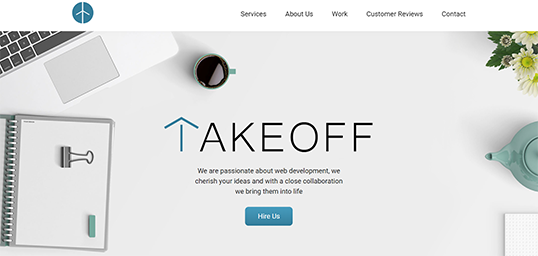 Services About Us Work Customer Reviews Contact
TAKEOFF
We are passionate about web development, we
cherish your ideas and with a close collaboration
we bring them into life
Hire Us